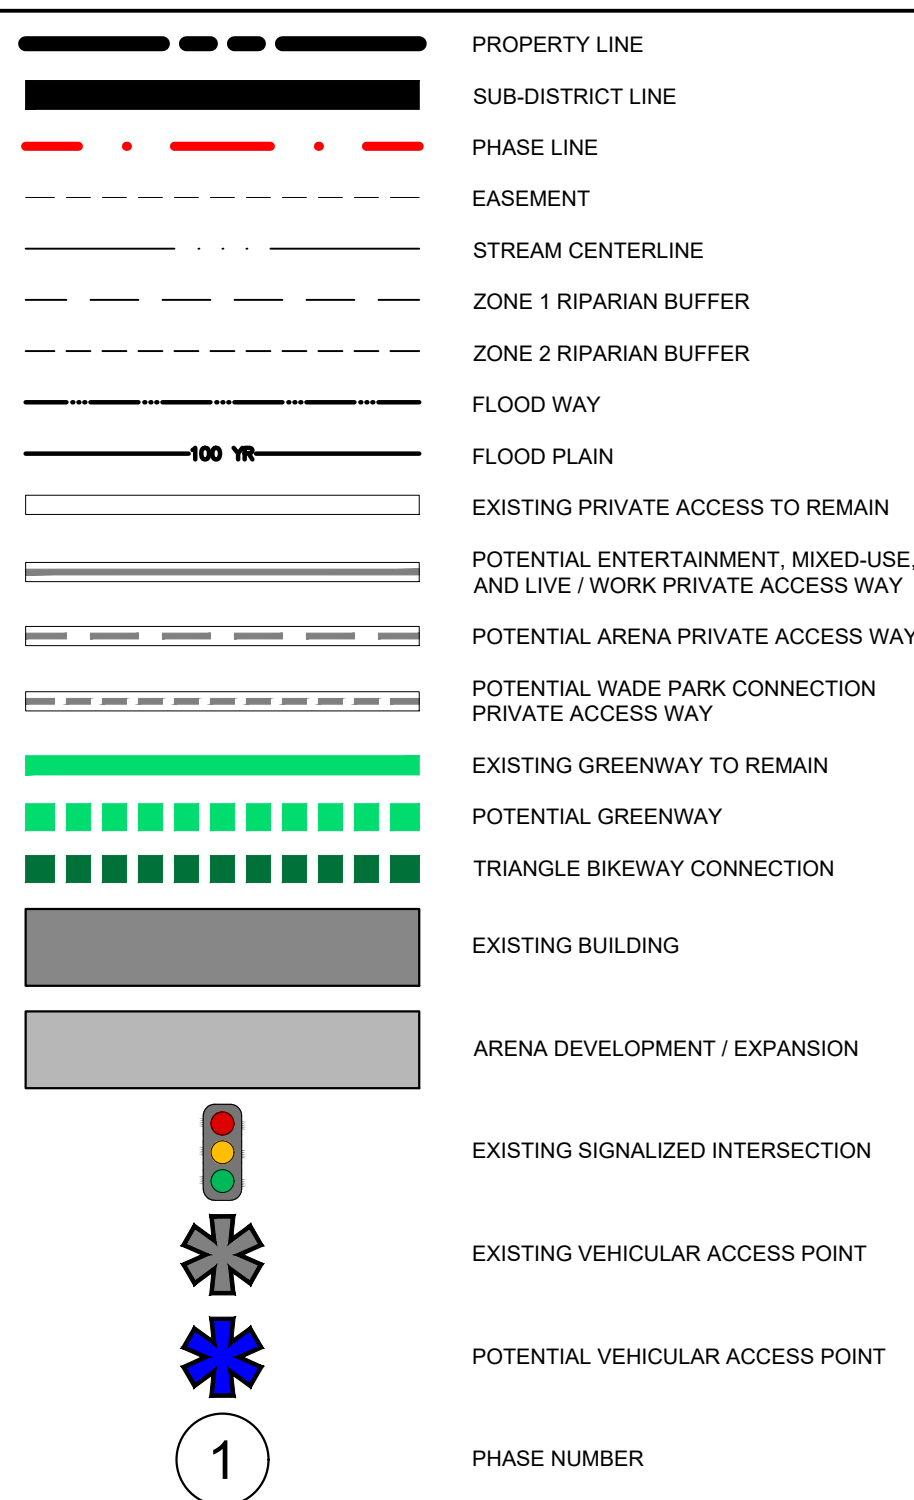 PROPERTY LINE
SUB-DISTRICT LINE
PHASE LINE
EASEMENT
STREAM CENTERLINE
ZONE 1 RIPARIAN BUFFER
ZONE 2 RIPARIAN BUFFER
FLOOD WAY
100 YR
FLOOD PLAIN
EXISTING PRIVATE ACCESS TO REMAIN
POTENTIAL ENTERTAINMENT, MIXED-USE,
AND LIVE / WORK PRIVATE ACCESS WAY
POTENTIAL ARENA PRIVATE ACCESS WAY
POTENTIAL WADE PARK CONNECTION
PRIVATE ACCESS WAY
EXISTING GREENWAY TO REMAIN
POTENTIAL GREENWAY
TRIANGLE BIKEWAY CONNECTION
EXISTING BUILDING
ARENA DEVELOPMENT / EXPANSION
EXISTING SIGNALIZED INTERSECTION
EXISTING VEHICULAR ACCESS POINT
POTENTIAL VEHICULAR ACCESS POINT
1
PHASE NUMBER